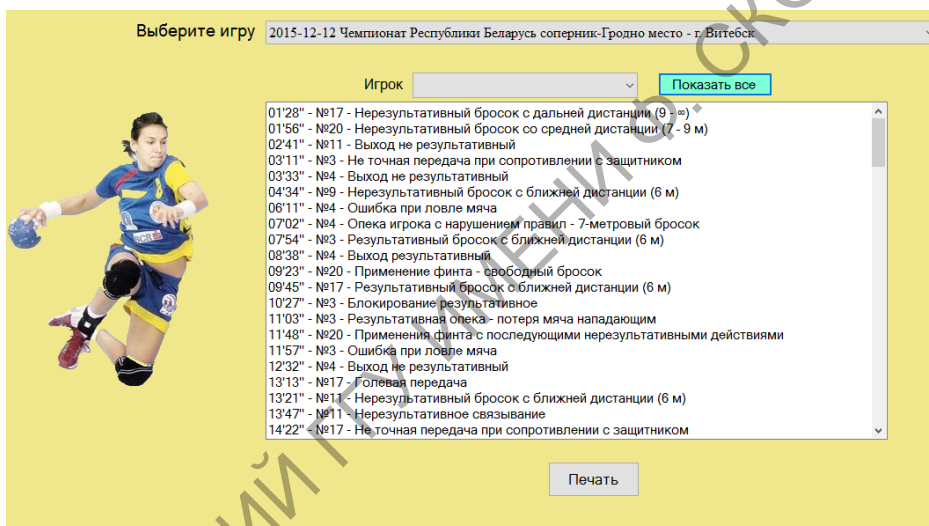 Выберите игру 2015-12-12 Чемпионат Республики Беларусь соперник-Гродно место - г. Витебск
Игрок Показать все
01'28" - №17 - Нерезультативный бросок с дальней дистанции (9 - ∞)
01'56" - №20 - Нерезультативный бросок со средней дистанции (7 - 9 м)
02'41" - №11 - Выход не результативный
03'11" - №3 - Не точная передача при сопротивлении с защитником
03'33" - №4 - Выход не результативный
04'34" - №9 - Нерезультативный бросок с ближней дистанции (6 м)
06'11" - №4 - Ошибка при ловле мяча
07'02" - №4 - Опека игрока с нарушением правил - 7-метровый бросок
07'54" - №3 - Результативный бросок с ближней дистанции (6 м)
08'38" - №4 - Выход результативный
09'23" - №20 - Применение финта - свободный бросок
09'45" - №17 - Результативный бросок с ближней дистанции (6 м)
10'27" - №3 - Блокирование результативное
11'03" - №3 - Результативная опека - потеря мяча нападающим
11'48" - №20 - Применения финта с последующими нерезультативными действиями
11'57" - №3 - Ошибка при ловле мяча
12'32" - №4 - Выход не результативный
13'13" - №17 - Голевая передача
13'21" - №11 - Нерезультативный бросок с ближней дистанции (6 м)
13'47" - №11 - Нерезультативное связывание
14'22" - №17 - Не точная передача при сопротивлении с защитником
Печать
BCR
ИЙ ГГУ ИМЕНИ Ф. СКО